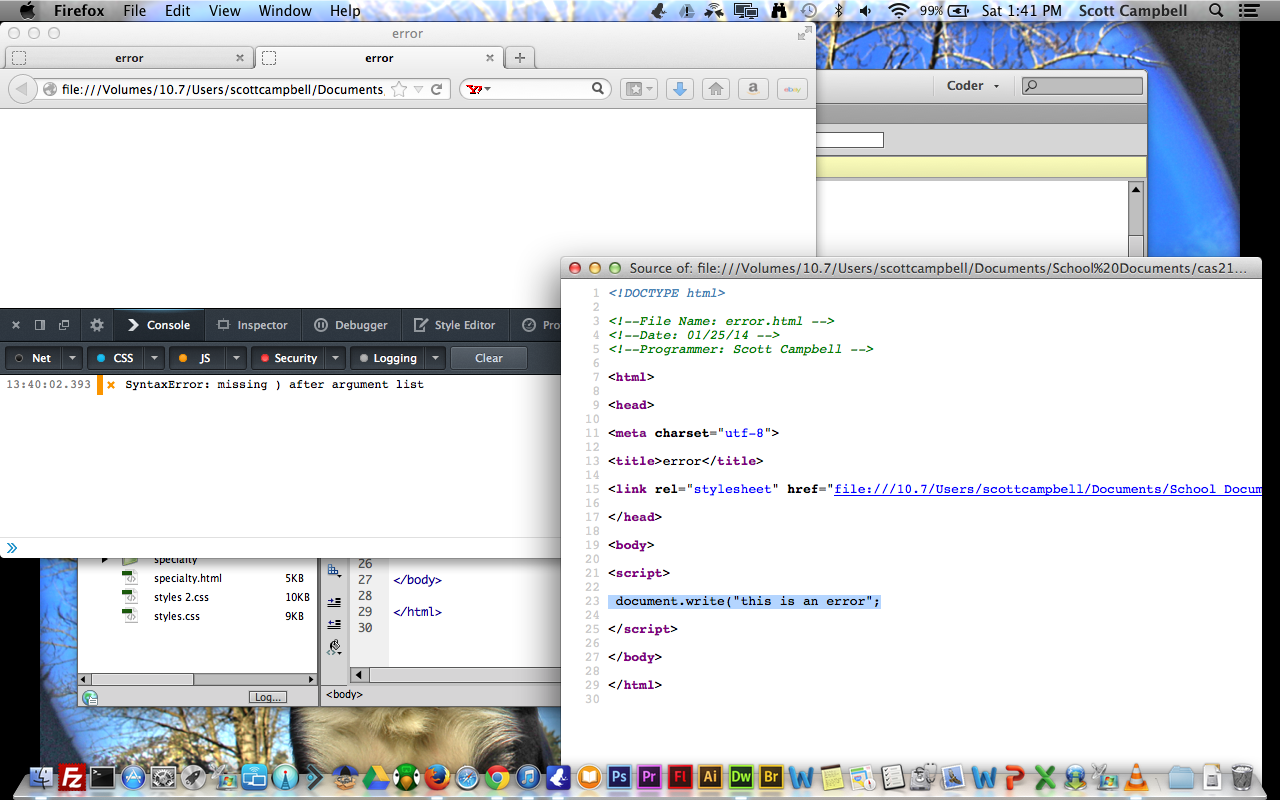 Firefox File Edit View Window Help 99% Sat 1:41 PM Scott Campbell
error
error error
file:///Volumes/10.7/Users/scottcampbell/Documents
Coder
Console Inspector Debugger Style Editor Pro
Net CSS JS Security Logging Clear
13:40:02.393 SyntaxError: missing ) after argument list
specialty
specialty.html 5KB
styles 2.css 10KB
styles.css 9KB
Log...
26
27 </body>
28
29 </html>
30
<body>
Source of: file:///Volumes/10.7/Users/scottcampbell/Documents/School%20Documents/cas21...
1 <!DOCTYPE html>
2
3 <!--File Name: error.html -->
4 <!--Date: 01/25/14 -->
5 <!--Programmer: Scott Campbell -->
6
7 <html>
8
9 <head>
10
11 <meta charset="utf-8">
12
13 <title>error</title>
14
15 <link rel="stylesheet" href="file:///10.7/Users/scottcampbell/Documents/School Docum
16
17 </head>
18
19 <body>
20
21 <script>
22
23 document.write("this is an error";
24
25 </script>
26
27 </body>
28
29 </html>
30
Fz Ps Pr Fl Ai Dw Br W W P X